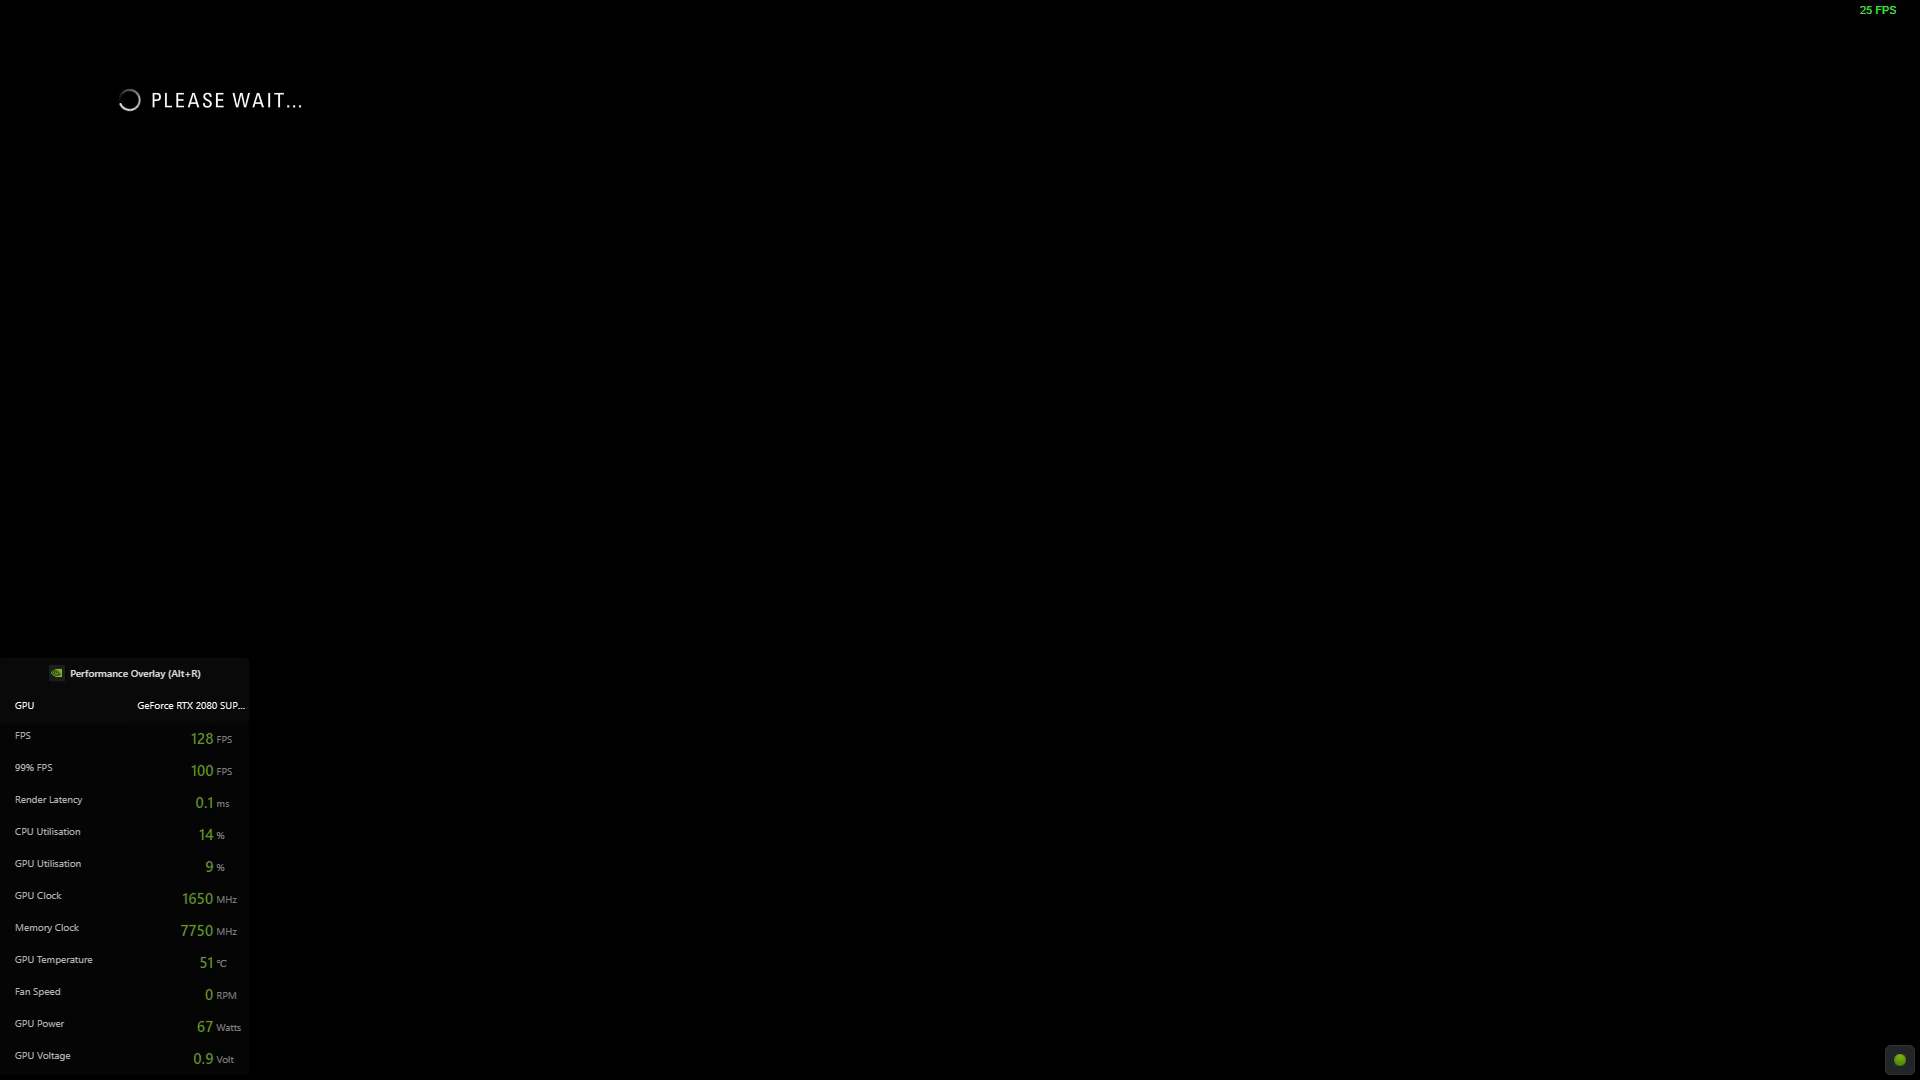 25 FPS
PLEASE WAIT...
Performance Overlay (Alt+R)
GPU GeForce RTX 2080 SUP...
FPS 128 FPS
99% FPS 100 FPS
Render Latency 0.1 ms
CPU Utilisation 14 %
GPU Utilisation 9 %
GPU Clock 1650 MHz
Memory Clock 7750 MHz
GPU Temperature 51 °C
Fan Speed 0 RPM
GPU Power 67 Watts
GPU Voltage 0.9 Volt